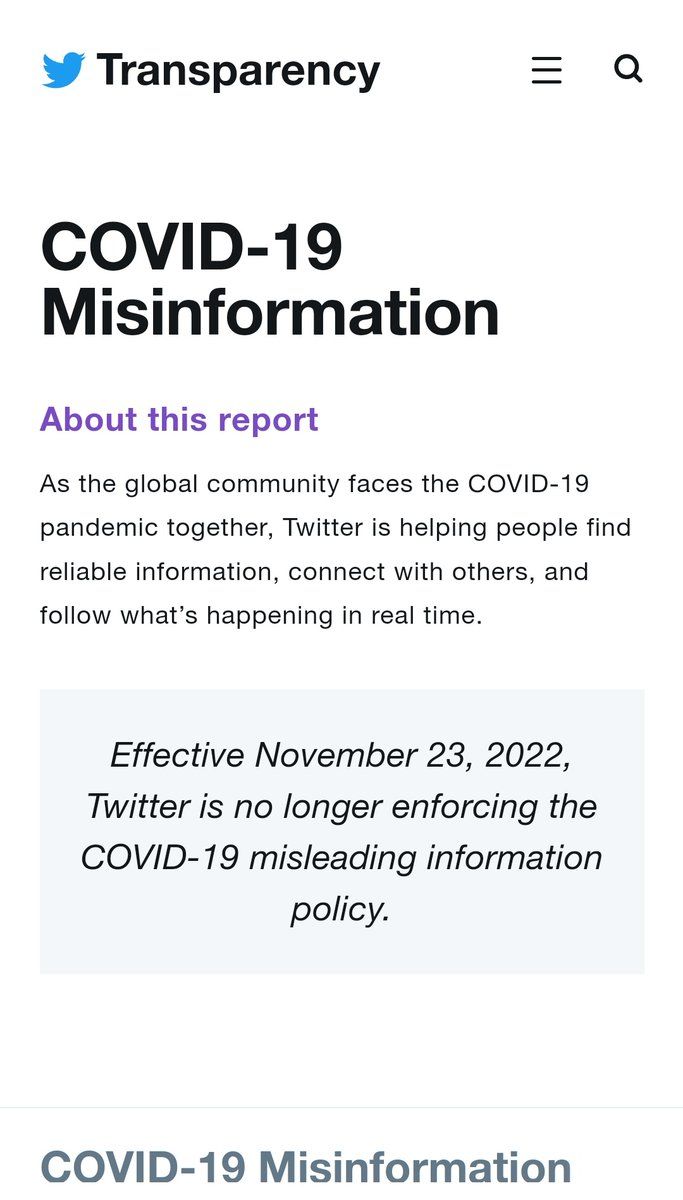 Transparency
COVID-19
Misinformation
About this report
As the global community faces the COVID-19
pandemic together, Twitter is helping people find
reliable information, connect with others, and
follow what’s happening in real time.
Effective November 23, 2022,
Twitter is no longer enforcing the
COVID-19 misleading information
policy.
COVID-19 Misinformation